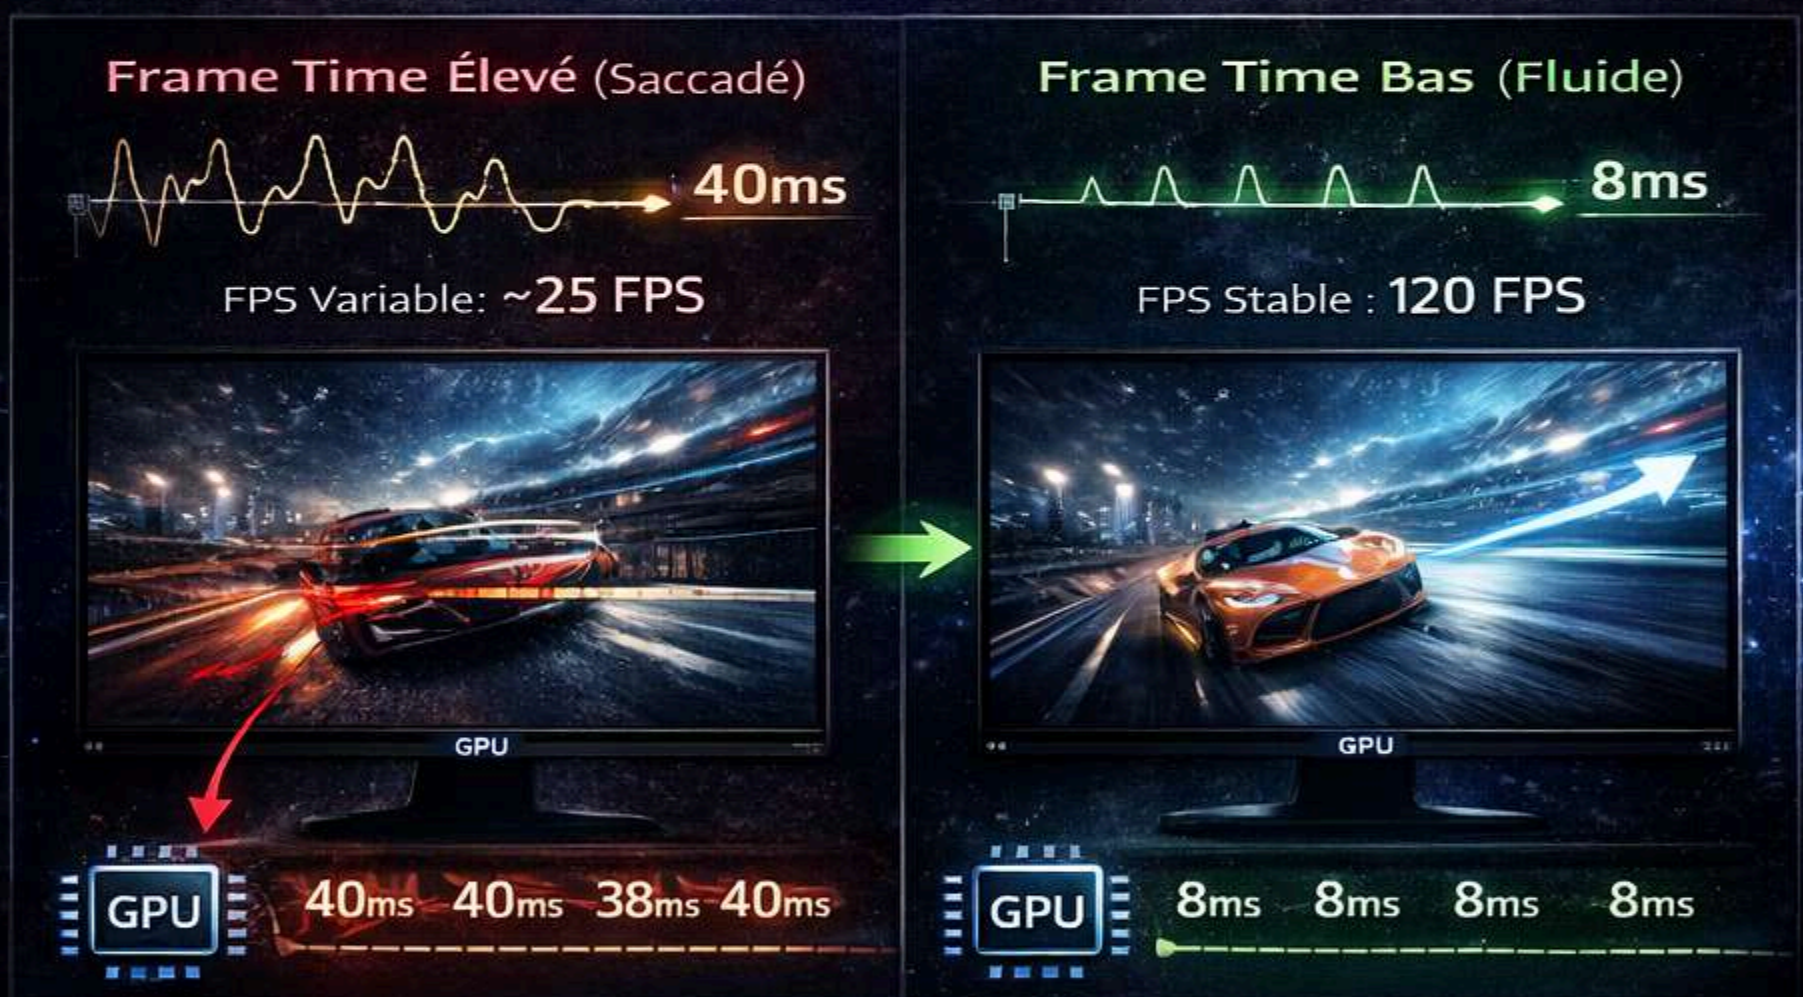 Frame Time Élevé (Saccadé)
40ms
FPS Variable: ~25 FPS
GPU
GPU
40ms 40ms 38ms 40ms
Frame Time Bas (Fluide)
8ms
FPS Stable : 120 FPS
GPU
GPU
8ms 8ms 8ms 8ms